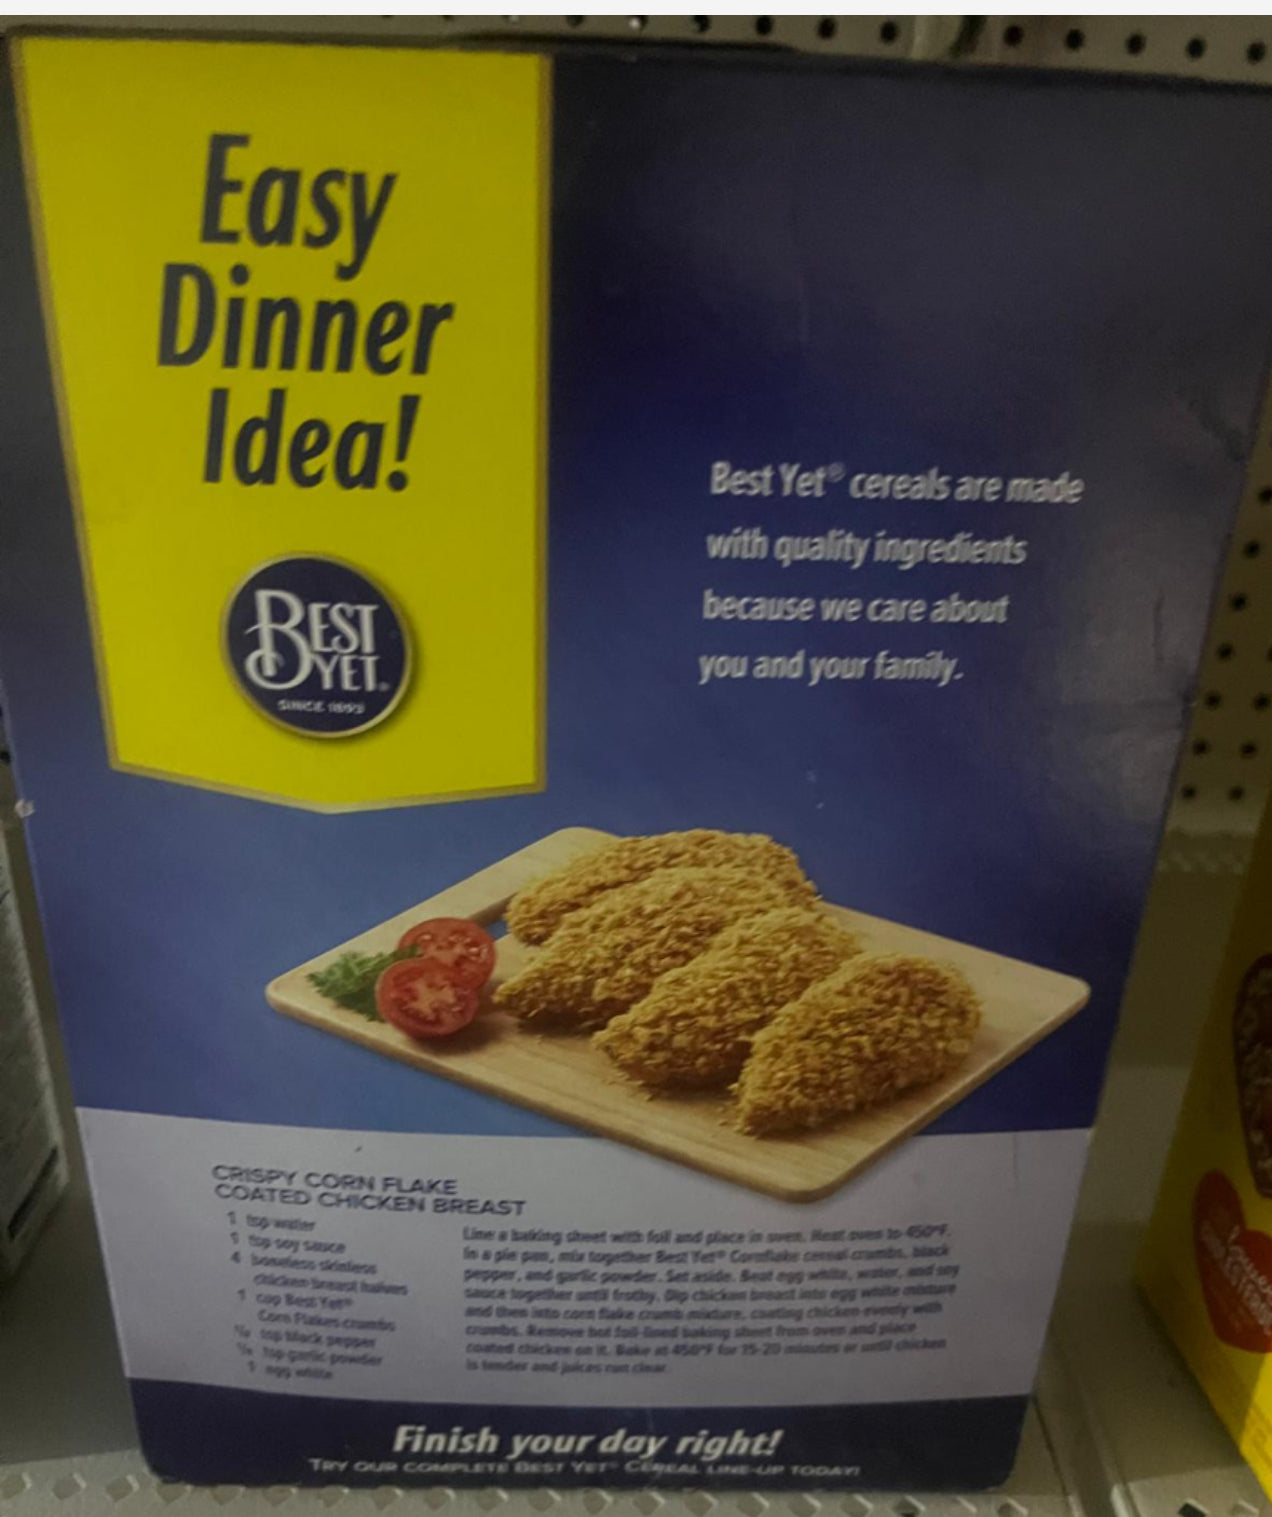 Easy
Dinner
Idea!
BEST
YET®
SINCE 1893
Best Yet® cereals are made
with quality ingredients
because we care about
you and your family.
CRISPY CORN FLAKE
COATED CHICKEN BREAST
1 tsp water
1 tsp soy sauce
4 boneless skinless
chicken breast halves
1 cup Best Yet®
Corn Flakes crumbs
tsp black pepper
tsp garlic powder
1 egg white
Line a baking sheet with foil and place in oven. Heat oven to 450°F.
In a pie pan, mix together Best Yet® Cornflake cereal crumbs, black
pepper, and garlic powder. Set aside. Beat egg white, water, and soy
sauce together until frothy. Dip chicken breast into egg white mixture
and then into corn flake crumb mixture, coating chicken evenly with
crumbs. Remove hot foil-lined baking sheet from oven and place
coated chicken on it. Bake at 450°F for 15-20 minutes or until chicken
is tender and juices run clear.
Finish your day right!
TRY OUR COMPLETE BEST YET® CEREAL LINE-UP TODAY!